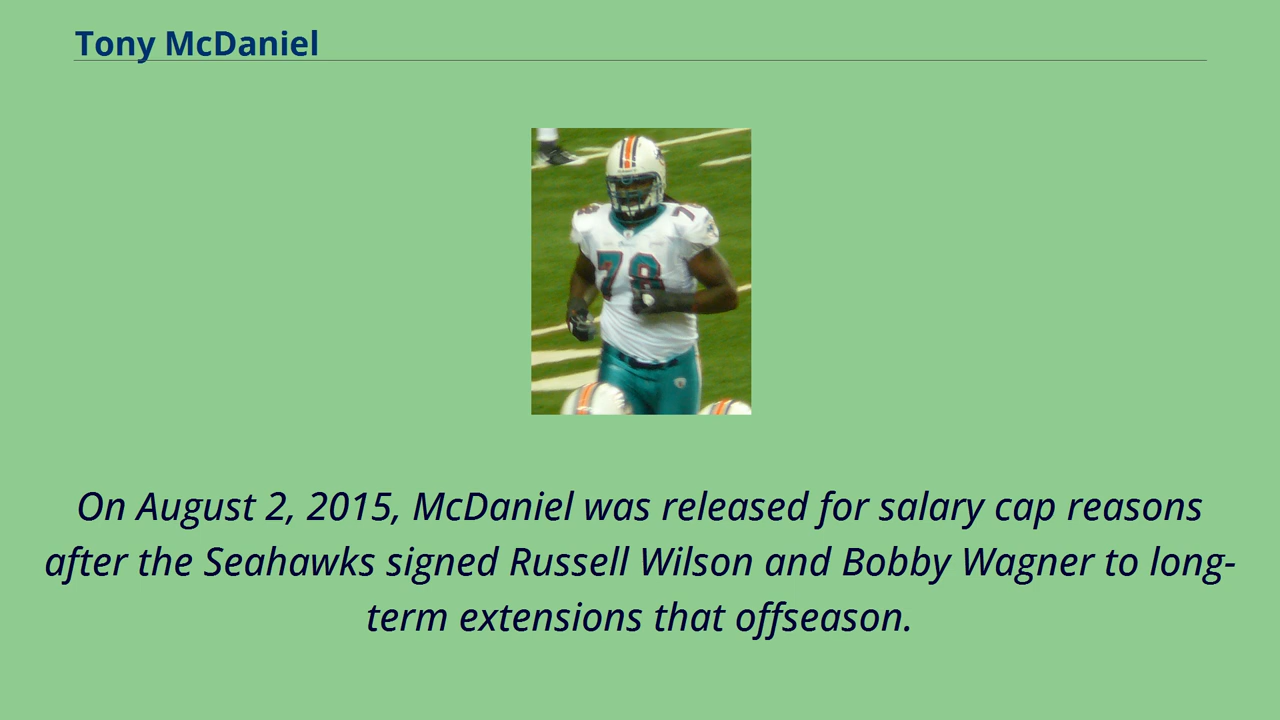 Tony McDaniel
78
On August 2, 2015, McDaniel was released for salary cap reasons
after the Seahawks signed Russell Wilson and Bobby Wagner to long-
term extensions that offseason.